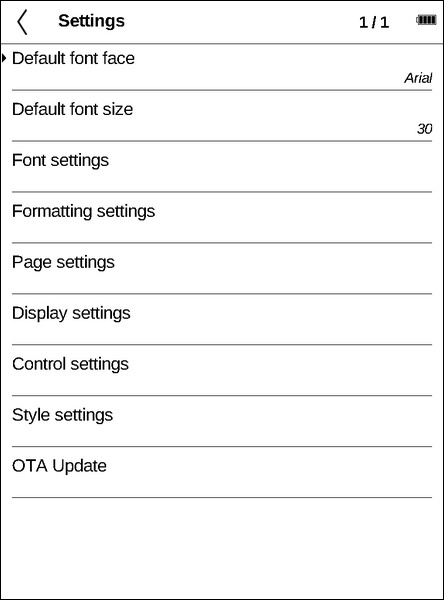 Settings
1 / 1
Default font face
Arial
Default font size
30
Font settings
Formatting settings
Page settings
Display settings
Control settings
Style settings
OTA Update